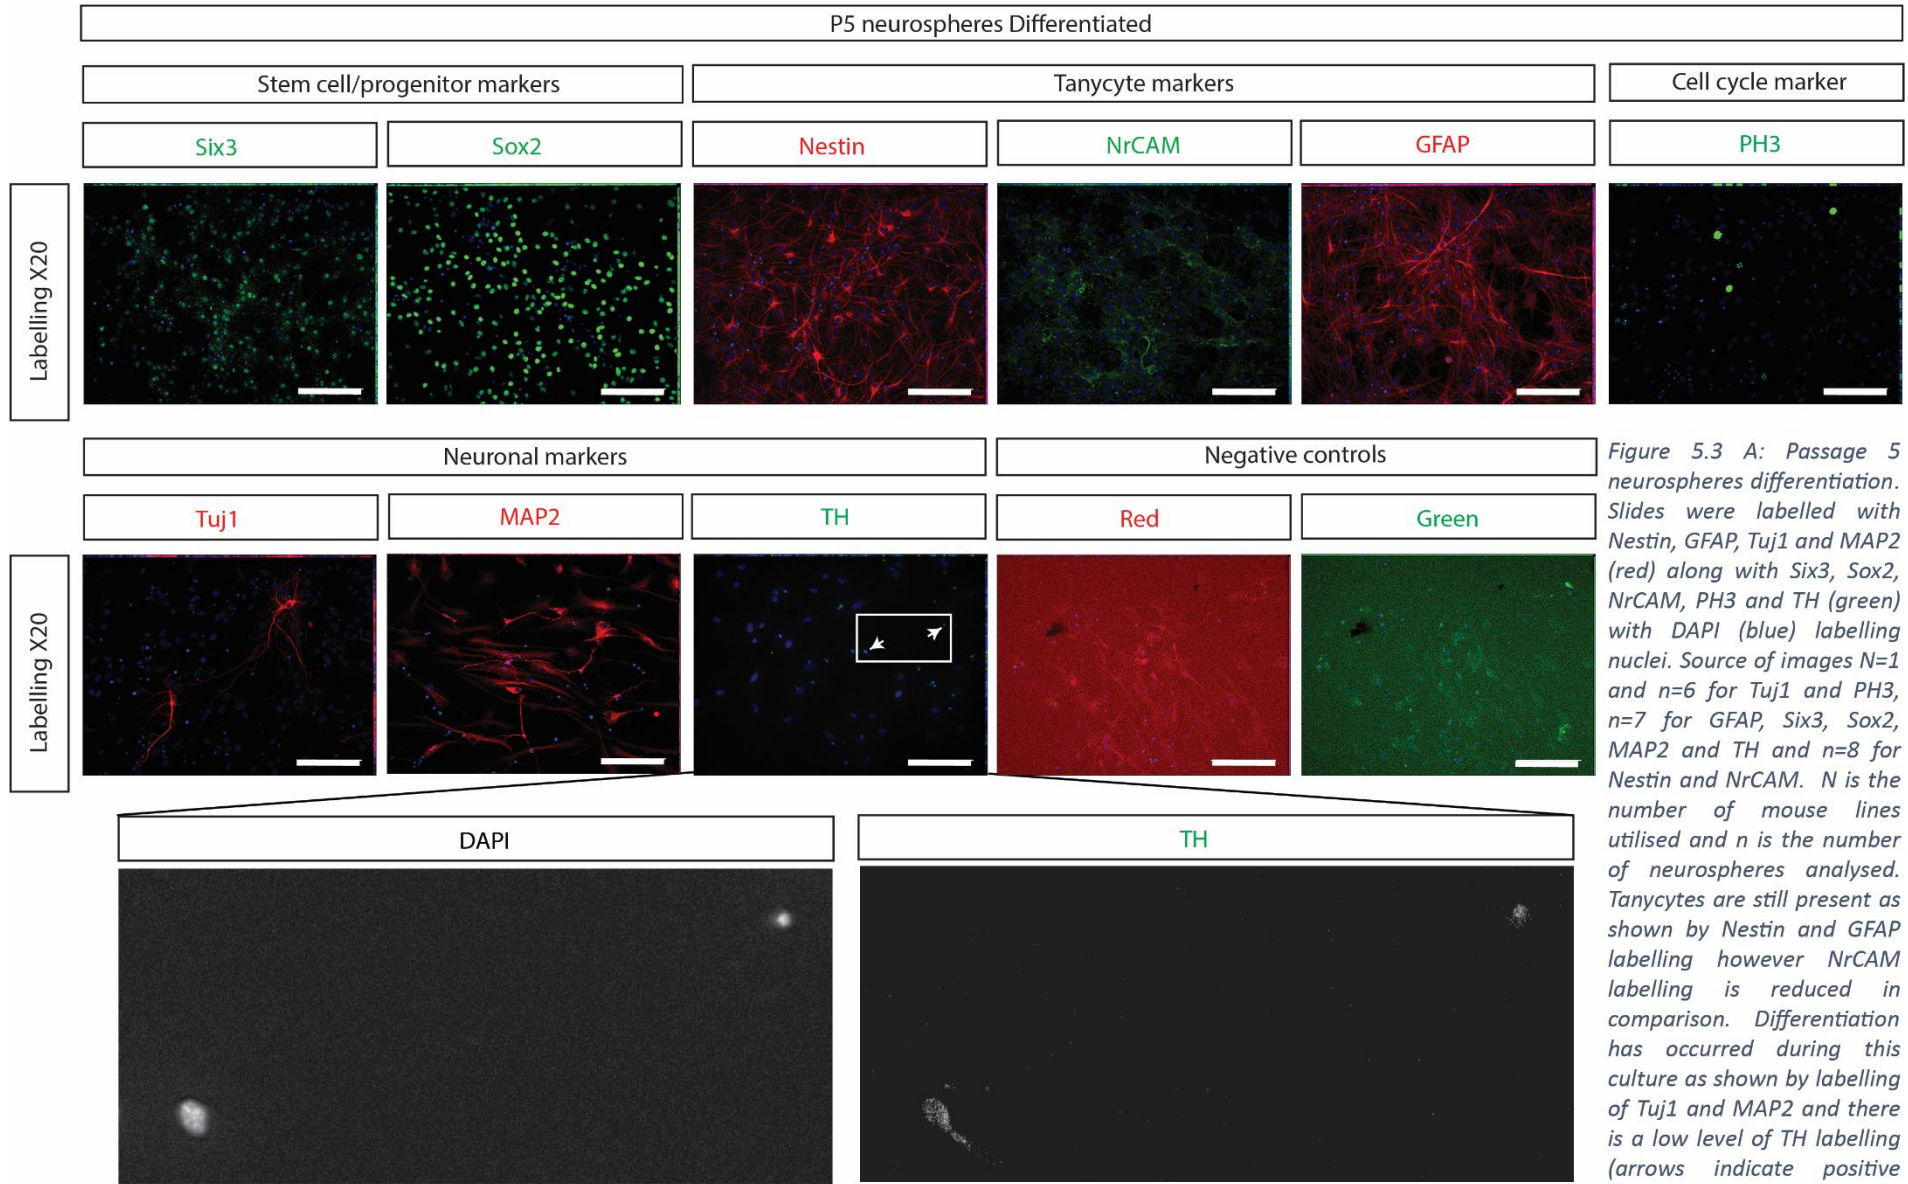 P5 neurospheres Differentiated
Stem cell/progenitor markers
Tanycyte markers
Cell cycle marker
Six3
Sox2
Nestin
NrCAM
GFAP
PH3
Labelling X20
Neuronal markers
Negative controls
Tuj1
MAP2
TH
Red
Green
Labelling X20
DAPI
TH
Figure 5.3 A: Passage 5
neurospheres differentiation.
Slides were labelled with
Nestin, GFAP, Tuj1 and MAP2
(red) along with Six3, Sox2,
NrCAM, PH3 and TH (green)
with DAPI (blue) labelling
nuclei. Source of images N=1
and n=6 for Tuj1 and PH3,
n=7 for GFAP, Six3, Sox2,
MAP2 and TH and n=8 for
Nestin and NrCAM. N is the
number of mouse lines
utilised and n is the number
of neurospheres analysed.
Tanycytes are still present as
shown by Nestin and GFAP
labelling however NrCAM
labelling is reduced in
comparison. Differentiation
has occurred during this
culture as shown by labelling
of Tuj1 and MAP2 and there
is a low level of TH labelling
(arrows indicate positive